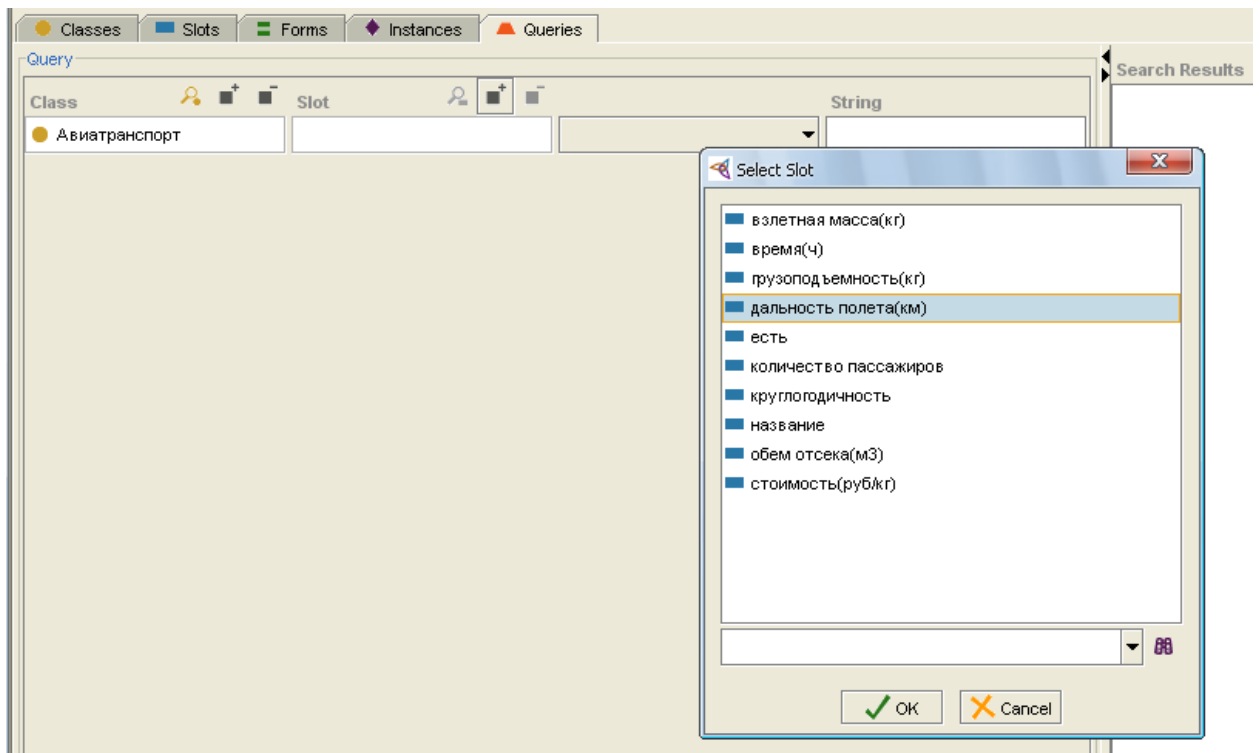 Classes Slots Forms Instances Queries
Query
Search Results
Class Slot String
Авиатранспорт
Select Slot
взлетная масса(кг)
время(ч)
грузоподъемность(кг)
дальность полета(км)
есть
количество пассажиров
круглогодичность
название
обем отсека(м3)
стоимость(руб/кг)
OK Cancel